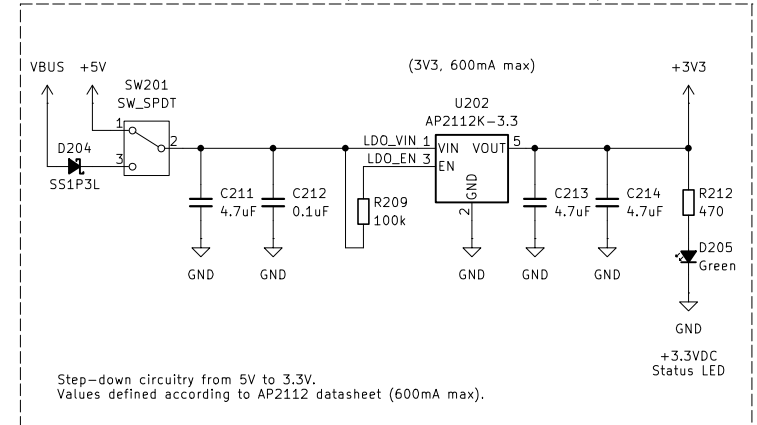 VBUS +5V
(3V3, 600mA max)
+3V3
SW201
SW_SPDT
U202
AP2112K-3.3
1
2
3
D204
SS1P3L
LDO_VIN 1 VIN VOUT 5
LDO_EN 3 EN
GND
2
C211
4.7uF
C212
0.1uF
R209
100k
C213
4.7uF
C214
4.7uF
R212
470
D205
Green
GND
GND
GND
GND
GND
GND
+3.3VDC
Status LED
Step-down circuitry from 5V to 3.3V.
Values defined according to AP2112 datasheet (600mA max).